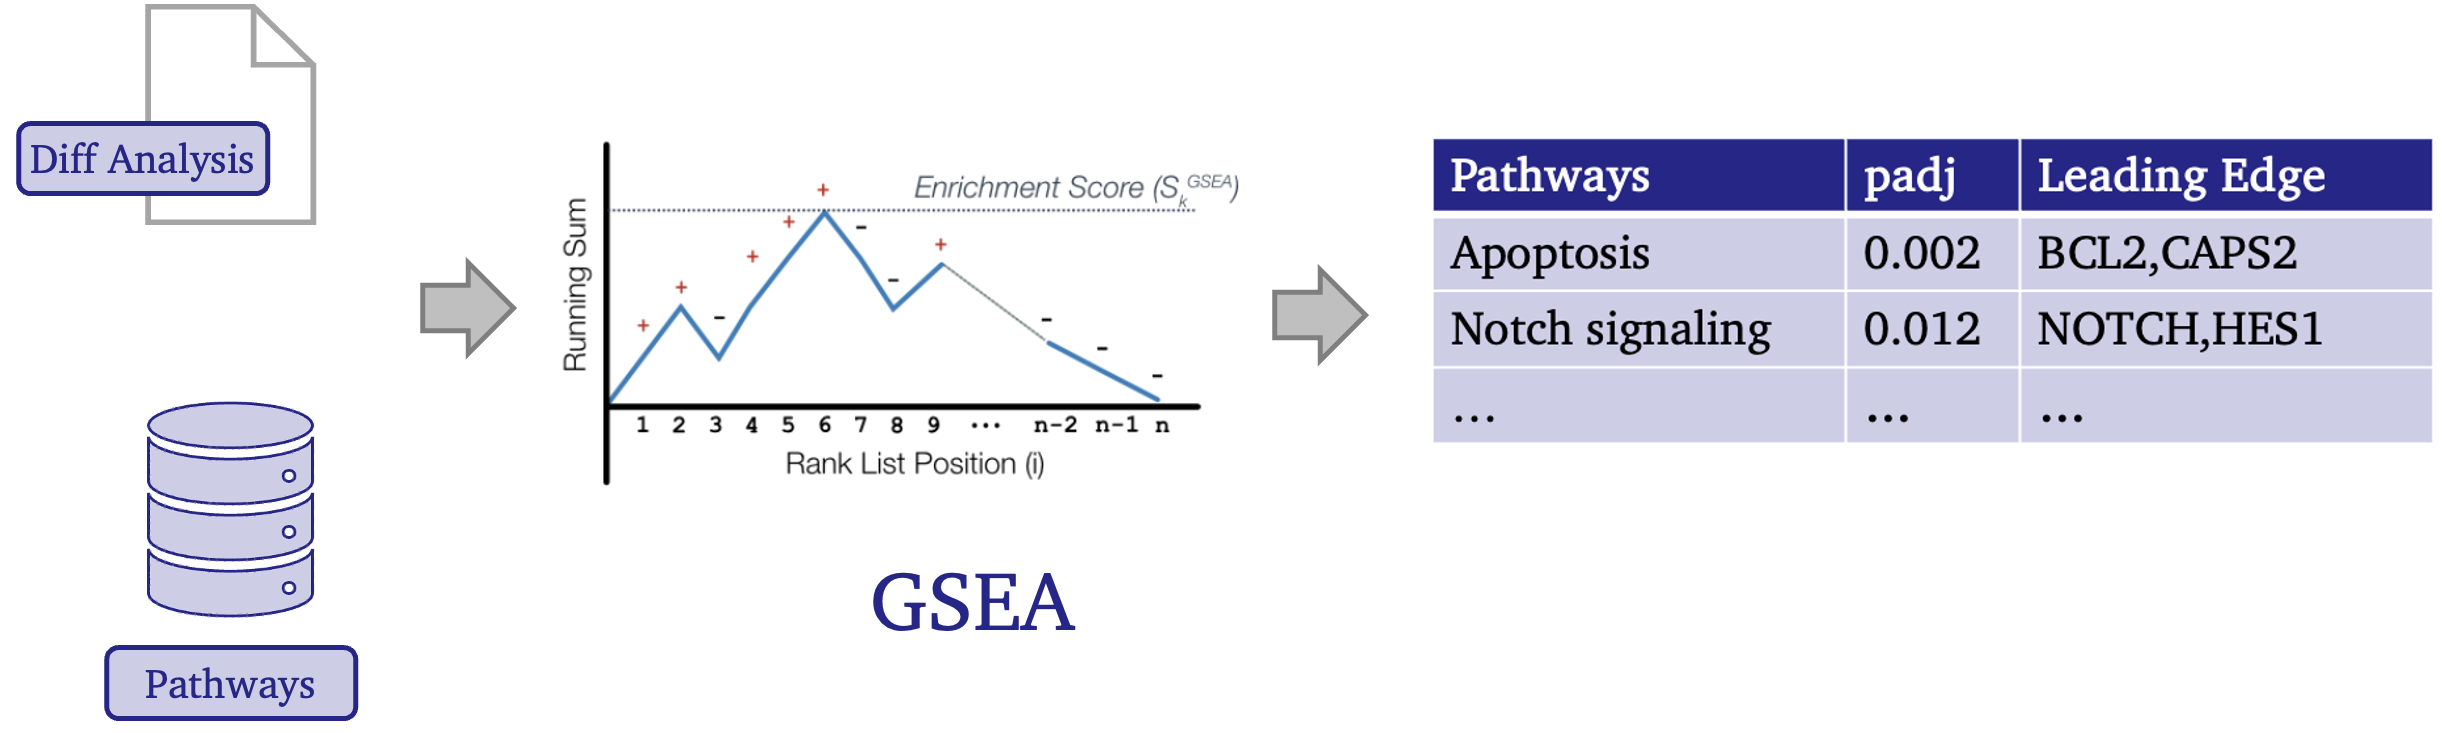 Diff Analysis
Pathways
Running Sum
Enrichment Score (S_k^GSEA)
+ + - + + + - - + - - -
1 2 3 4 5 6 7 8 9 ... n-2 n-1 n
Rank List Position (i)
GSEA
Pathways padj Leading Edge
Apoptosis 0.002 BCL2,CAPS2
Notch signaling 0.012 NOTCH,HES1
... ... ...